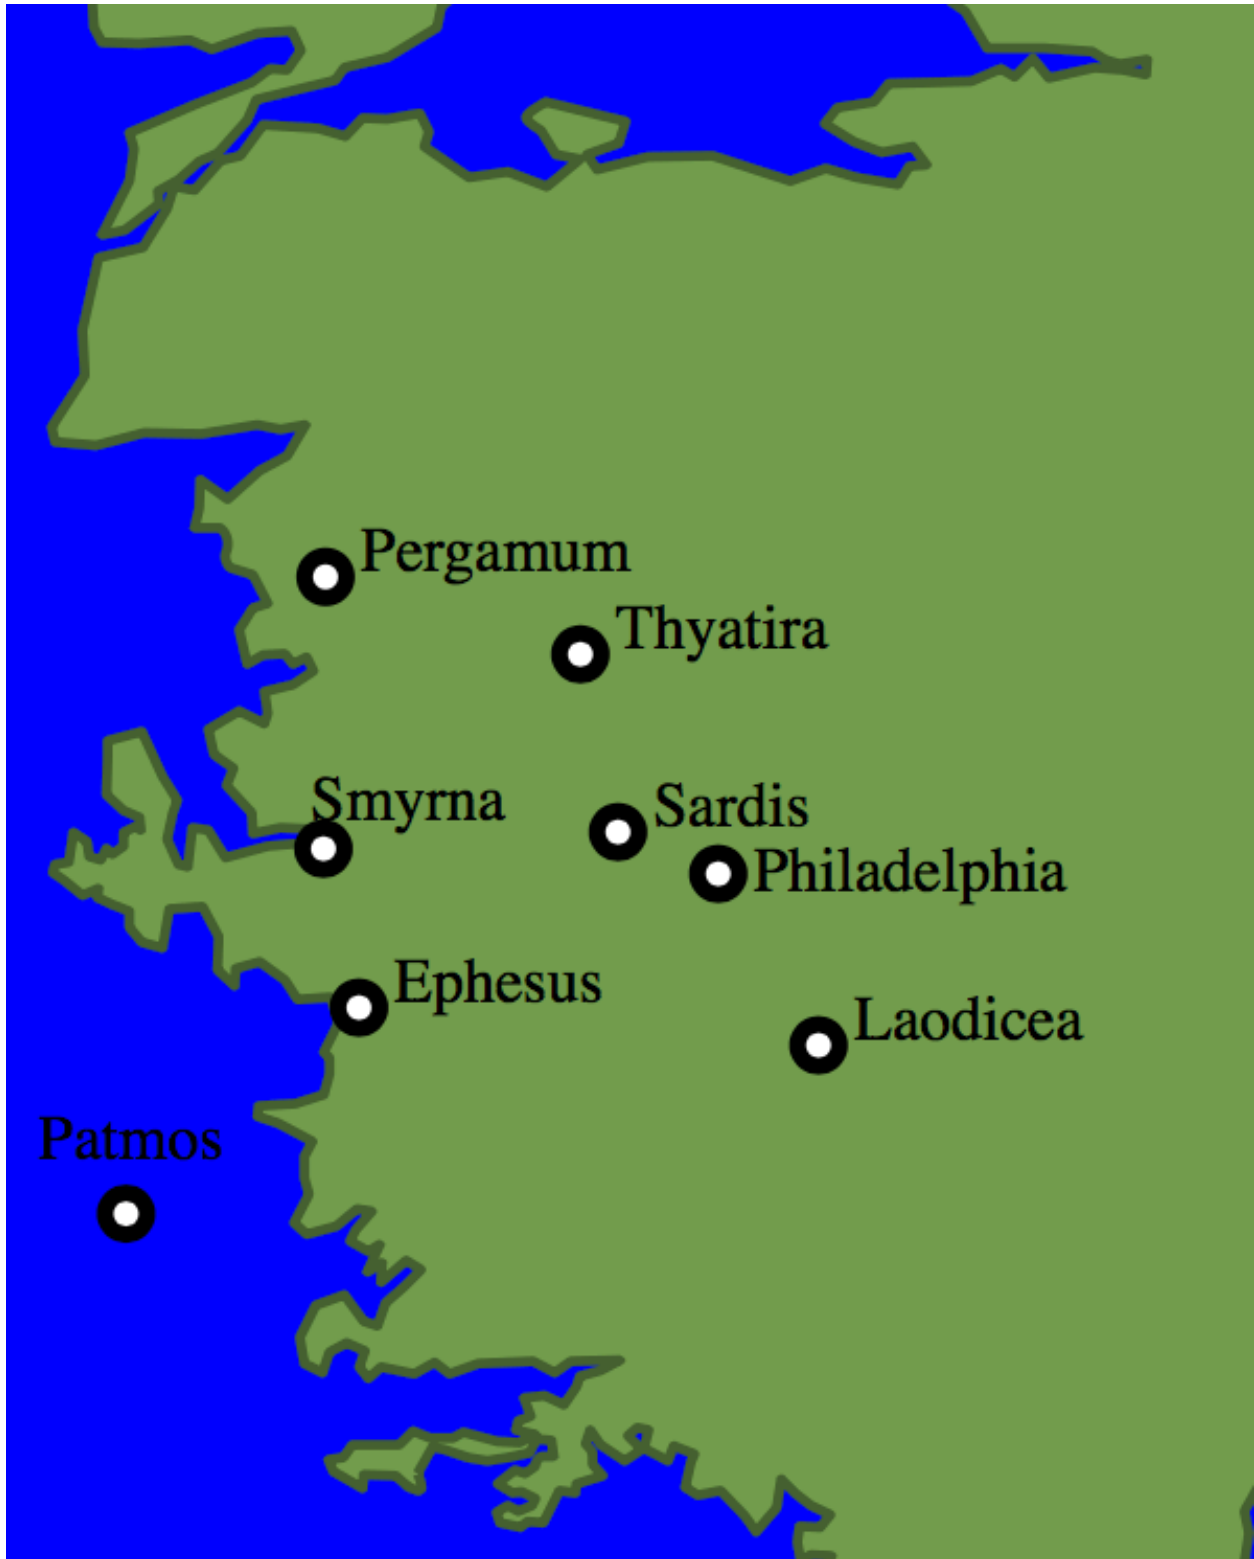 Pergamum
Thyatira
Smyrna
Sardis
Philadelphia
Ephesus
Laodicea
Patmos